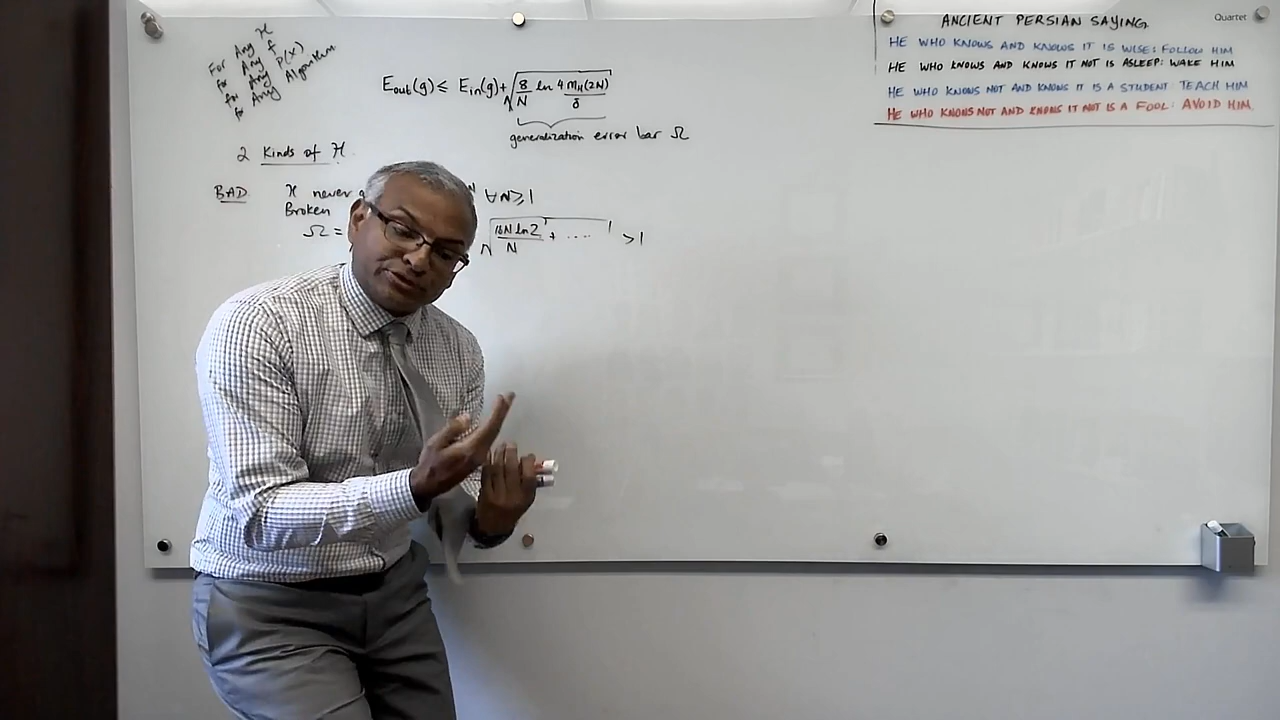 For Any H
for Any f
for Any P(X)
for Any Algorithm
E_out(g) ≤ E_in(g) + √(8/N ln 4m_H(2N)/δ)
generalization error bar Ω
2 Kinds of H.
BAD H never ∀N≥1
Broken
Ω = √(16N ln2/N + ....) >1
Quartet
ANCIENT PERSIAN SAYING
HE WHO KNOWS AND KNOWS IT IS WISE: FOLLOW HIM
HE WHO KNOWS AND KNOWS IT NOT IS ASLEEP: WAKE HIM
HE WHO KNOWS NOT AND KNOWS IT IS A STUDENT: TEACH HIM
HE WHO KNOWS NOT AND KNOWS IT NOT IS A FOOL: AVOID HIM.